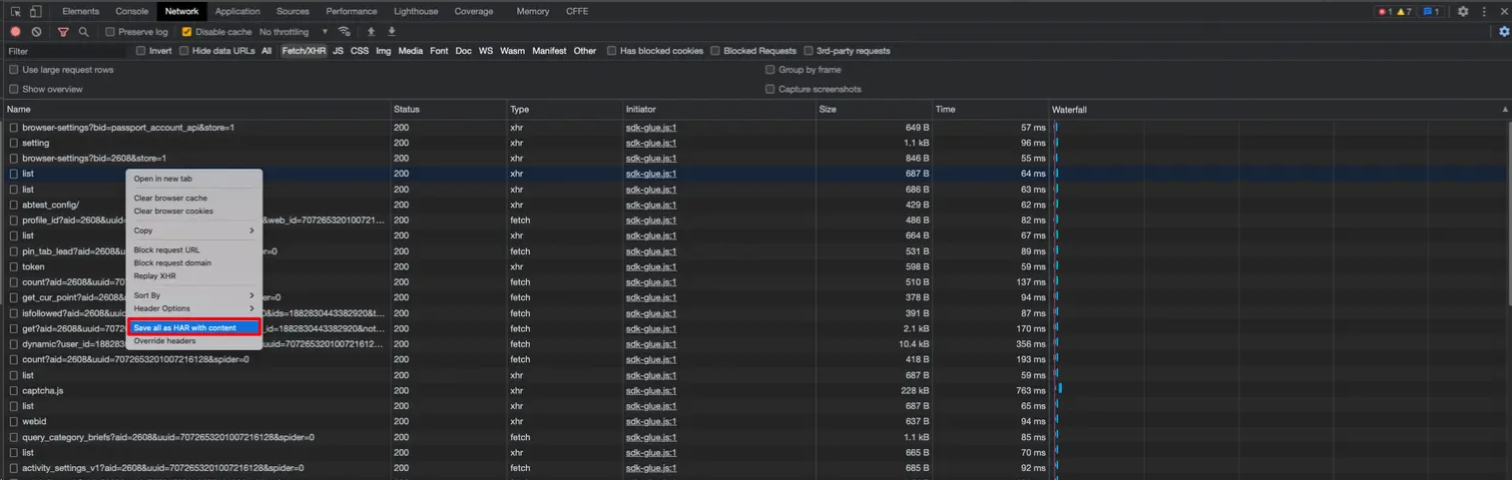 Elements Console Network Application Sources Performance Lighthouse Coverage Memory CFFE 1 7 1
Preserve log Disable cache No throttling
Filter Invert Hide data URLs All Fetch/XHR JS CSS Img Media Font Doc WS Wasm Manifest Other Has blocked cookies Blocked Requests 3rd-party requests
Use large request rows Group by frame
Show overview Capture screenshots
Name Status Type Initiator Size Time Waterfall
browser-settings?bid=passport_account_api&store=1 200 xhr sdk-glue.js:1 649 B 57 ms
setting 200 xhr sdk-glue.js:1 1.1 kB 96 ms
browser-settings?bid=2608&store=1 200 xhr sdk-glue.js:1 846 B 55 ms
list 200 xhr sdk-glue.js:1 687 B 64 ms
list 200 xhr sdk-glue.js:1 686 B 63 ms
abtest_config/ 200 xhr sdk-glue.js:1 429 B 62 ms
profile_id?aid=2608&uuid &web_id=707265320100721... 200 fetch sdk-glue.js:1 486 B 82 ms
list 200 xhr sdk-glue.js:1 664 B 67 ms
pin_tab_lead?aid=2608&u r=0 200 fetch sdk-glue.js:1 531 B 89 ms
token 200 xhr sdk-glue.js:1 598 B 59 ms
count?aid=2608&uuid=707 200 fetch sdk-glue.js:1 510 B 137 ms
get_cur_point?aid=2608&u er=0 200 fetch sdk-glue.js:1 378 B 94 ms
isfollowed?aid=2608&uuid 0&ids=1882830443382920&t... 200 fetch sdk-glue.js:1 391 B 87 ms
get?aid=2608&uuid=7072 _id=1882830443382920&not... 200 fetch sdk-glue.js:1 2.1 kB 170 ms
dynamic?user_id=188283 uuid=707265320100721612... 200 fetch sdk-glue.js:1 10.4 kB 356 ms
count?aid=2608&uuid=7072653201007216128&spider=0 200 fetch sdk-glue.js:1 418 B 193 ms
list 200 xhr sdk-glue.js:1 687 B 59 ms
captcha.js 200 xhr sdk-glue.js:1 228 kB 763 ms
list 200 xhr sdk-glue.js:1 687 B 65 ms
webid 200 xhr sdk-glue.js:1 637 B 94 ms
query_category_briefs?aid=2608&uuid=7072653201007216128&spider=0 200 fetch sdk-glue.js:1 1.1 kB 85 ms
list 200 xhr sdk-glue.js:1 665 B 70 ms
activity_settings_v1?aid=2608&uuid=7072653201007216128&spider=0 200 fetch sdk-glue.js:1 685 B 92 ms
Open in new tab
Clear browser cache
Clear browser cookies
Copy
Block request URL
Block request domain
Replay XHR
Sort By
Header Options
Save all as HAR with content
Override headers